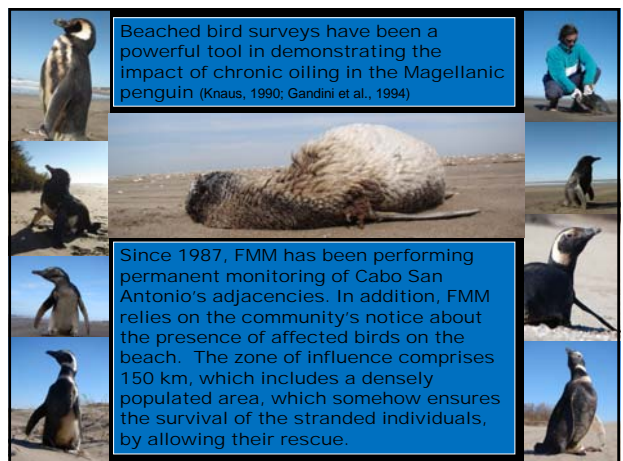 Beached bird surveys have been a
powerful tool in demonstrating the
impact of chronic oiling in the Magellanic
penguin (Knaus, 1990; Gandini et al., 1994)
Since 1987, FMM has been performing
permanent monitoring of Cabo San
Antonio's adjacencies. In addition, FMM
relies on the community's notice about
the presence of affected birds on the
beach. The zone of influence comprises
150 km, which includes a densely
populated area, which somehow ensures
the survival of the stranded individuals,
by allowing their rescue.